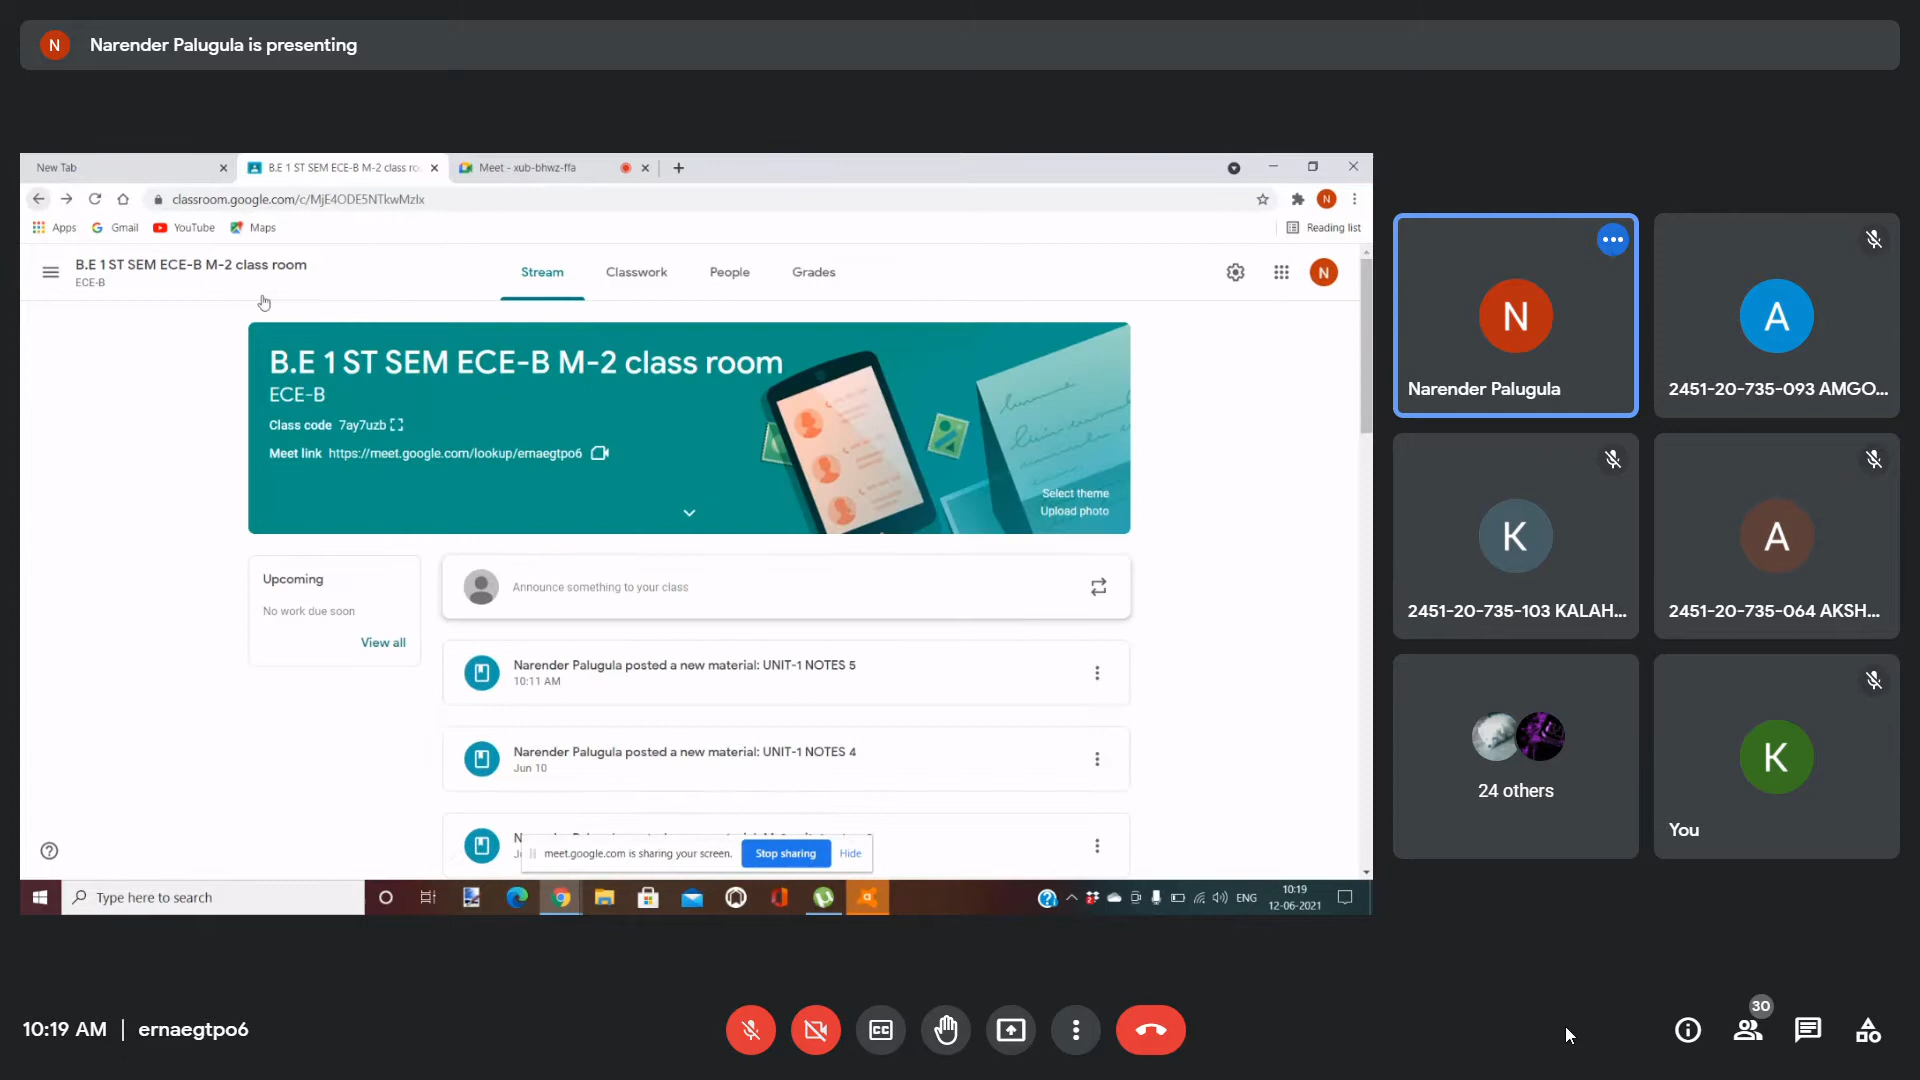 N Narender Palugula is presenting
New Tab
B.E 1 ST SEM ECE-B M-2 class ro
Meet - xub-bhwz-ffa
classroom.google.com/c/MjE4ODE5NTkwMzIx
N
Apps Gmail YouTube Maps
Reading list
B.E 1 ST SEM ECE-B M-2 class room
ECE-B
Stream Classwork People Grades
N
B.E 1 ST SEM ECE-B M-2 class room
ECE-B
Class code 7ay7uzb
Meet link https://meet.google.com/lookup/ernaegtpo6
Select theme
Upload photo
Upcoming
No work due soon
View all
Announce something to your class
Narender Palugula posted a new material: UNIT-1 NOTES 5
10:11 AM
Narender Palugula posted a new material: UNIT-1 NOTES 4
Jun 10
meet.google.com is sharing your screen. Stop sharing Hide
Type here to search
ENG
10:19
12-06-2021
N
Narender Palugula
A
2451-20-735-093 AMGO...
K
2451-20-735-103 KALAH...
A
2451-20-735-064 AKSH...
24 others
K
You
10:19 AM | ernaegtpo6
CC
30